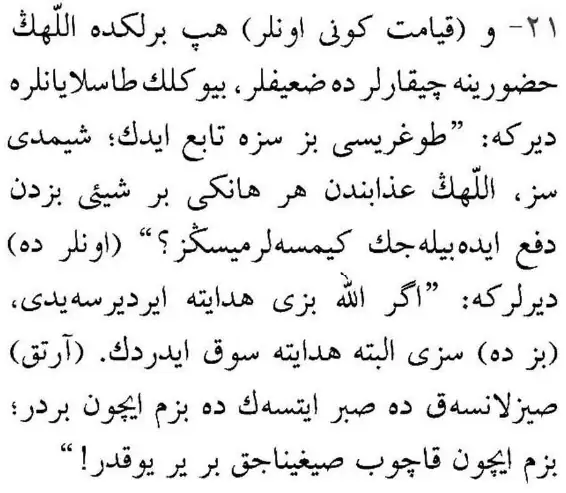 ٢١- و (قيامت كونى اونلر) هپ برلكده اللّٰهڭ
حضورينه چيقارلر ده ضعيفلر، بيوكلك طاسلايانلره
ديركه: ”طوغريسى بز سزه تابع ايدك؛ شيمدى
سز، اللّٰهڭ عذابندن هر هانكى بر شيئى بزدن
دفع ايده‌بيله‌جك كيمسه‌لرميسڭز؟“ (اونلر ده)
ديرلركه: ”اگر اللّٰه بزى هدايته ايردير‌سه‌يدى،
(بز ده) سزى البته هدايته سوق ايدردك. (آرتق)
صيزلانسه‌ق ده صبر ايتسه‌ك ده بزم ايچون بردر؛
بزم ايچون قاچوب صيغيناجق بر ير يوقدر!“